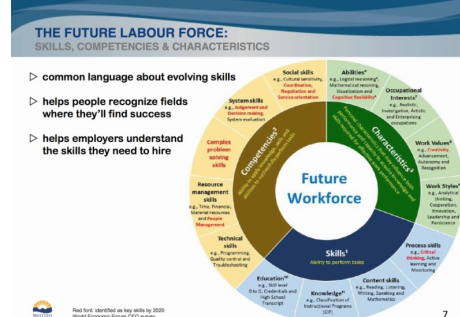 THE FUTURE LABOUR FORCE:
SKILLS, COMPETENCIES & CHARACTERISTICS
common language about evolving skills
helps people recognize fields
where they'll find success
helps employers understand
the skills they need to hire
Social skills
e.g., Cultural sensitivity,
Coordination,
Negotiation and
Service orientation
Abilities⁴
e.g., Logical reasoning,
Mathematical reasoning,
Visualization and
Cognitive flexibility
Occupational
Interests⁵
e.g., Realistic,
Investigative, Artistic
and Enterprising
occupations
System skills
e.g., Judgement and
Decision making
System evaluation
Work Values⁶
e.g., Creativity,
Advancement,
Autonomy and
Recognition
Complex
problem
solving
skills
Work Styles
e.g., Analytical
thinking,
Cooperation,
Innovation,
Leadership and
Persistence
Resource
management
skills
e.g., Time, Financial,
Material resources
and People
Management
Process skills
e.g., Critical
thinking, Active
learning and
Monitoring
Technical
skills
e.g., Programming,
Quality control and
Troubleshooting
Content skills
e.g., Reading, Listening,
Writing, Speaking and
Mathematics
Education
e.g., Skill level
0 to D, Credentials and
High School
Transcript
Knowledge
e.g., Classification of
Instructional Programs
(CIP)
Competencies²
Characteristics³
Skills¹
Ability to perform tasks
Future
Workforce
Red font: identified as key skills by 2020
World Economic Forum CEO survey
7